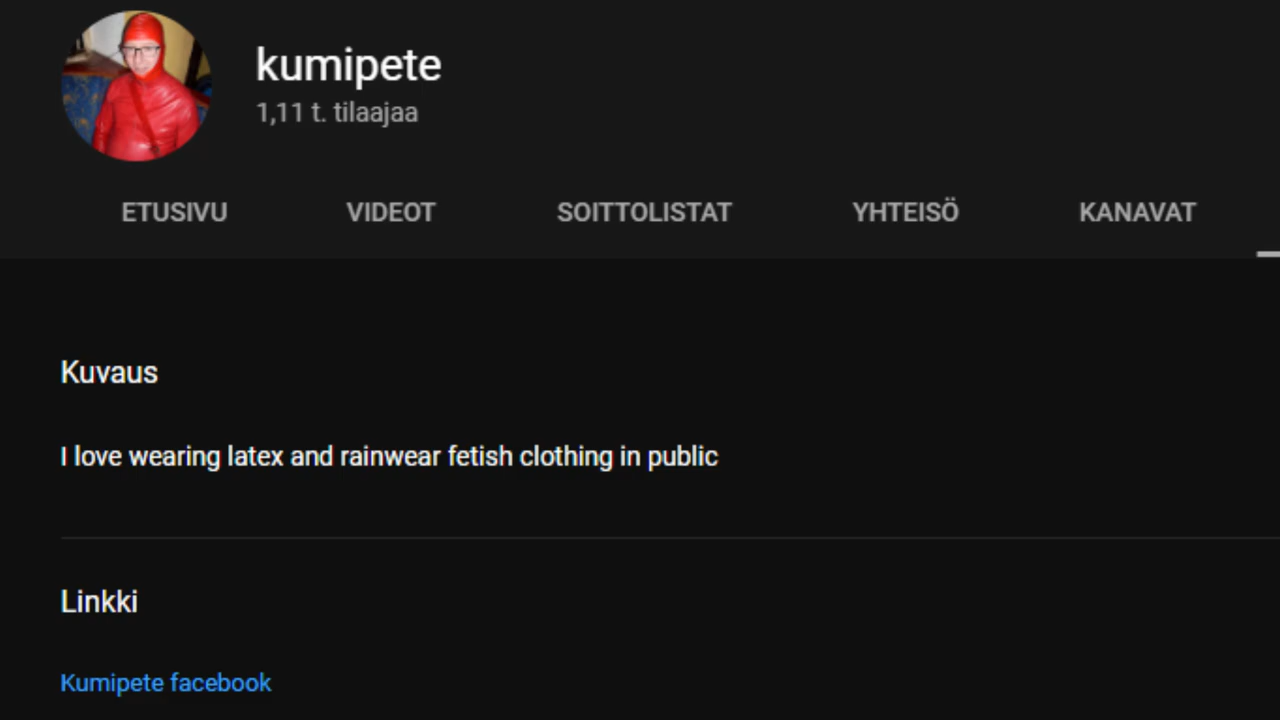 kumipete
1,11 t. tilaajaa
ETUSIVU VIDEOT SOITTOLISTAT YHTEISÖ KANAVAT
Kuvaus
I love wearing latex and rainwear fetish clothing in public
Linkki
Kumipete facebook